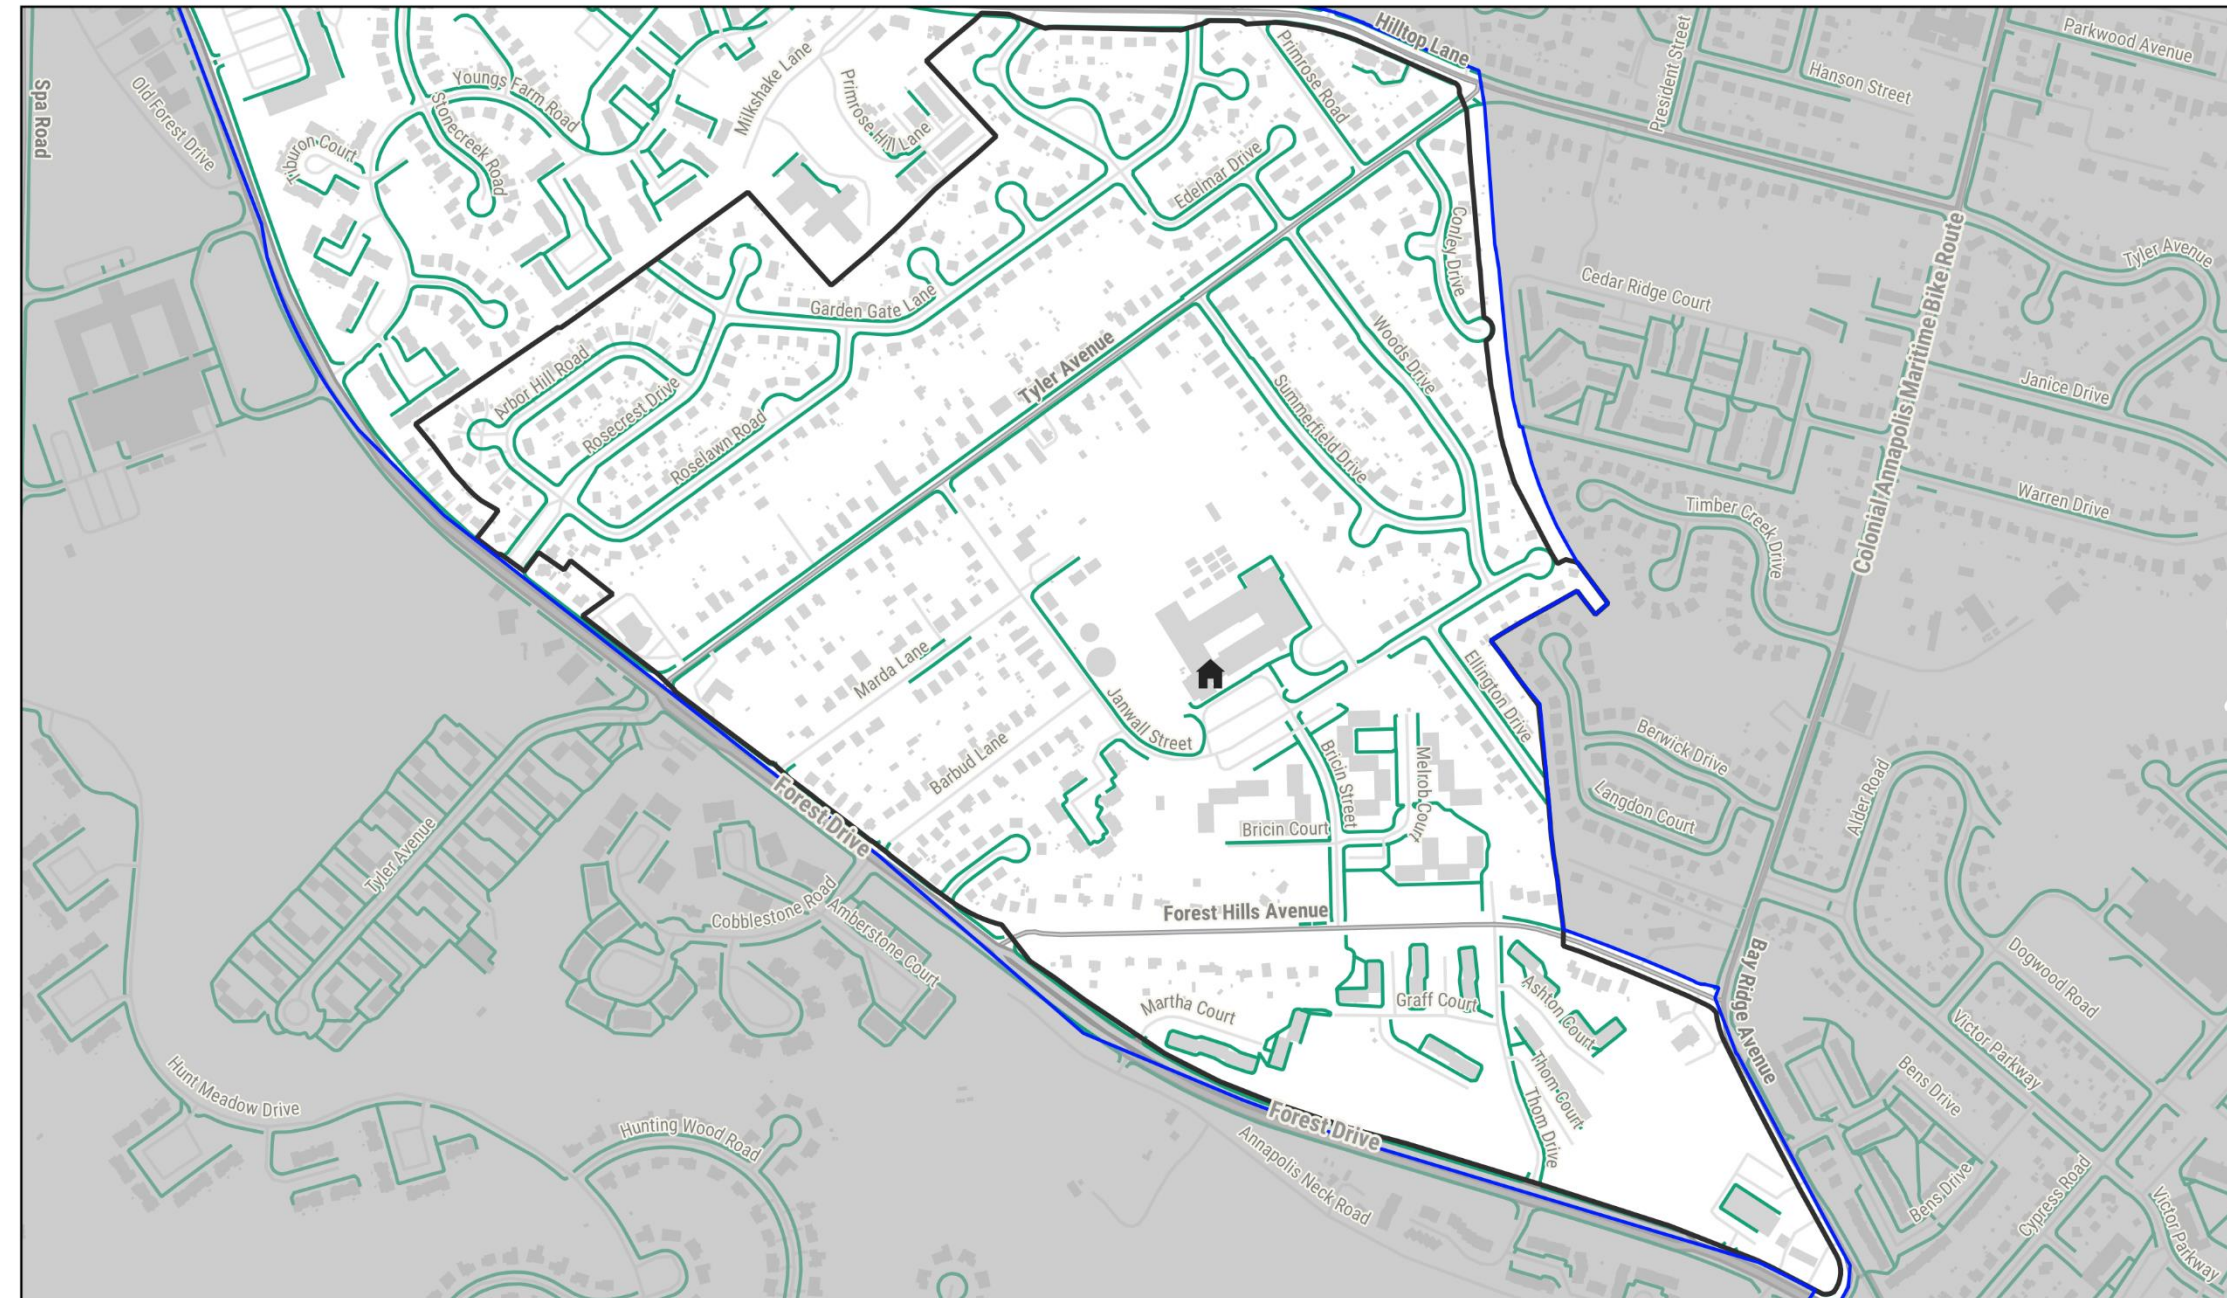 Hilltop Lane
Parkwood Avenue
President Street
Hanson Street
Spa Road
Old Forest Drive
Youngs Farm Road
Stonecreek Road
Tiburon Court
Milkshake Lane
Primrose Hill Lane
Primrose Road
Edelmar Drive
Conley Drive
Tyler Avenue
Cedar Ridge Court
Colonial Annapolis Maritime Bike Route
Garden Gate Lane
Arbor Hill Road
Rosecrest Drive
Roselawn Road
Tyler Avenue
Woods Drive
Summerfield Drive
Janice Drive
Warren Drive
Timber Creek Drive
Marda Lane
Janwall Street
Barbud Lane
Ellington Drive
Bricin Street
Melrob Court
Bricin Court
Berwick Drive
Langdon Court
Alder Road
Forest Drive
Tyler Avenue
Cobblestone Road
Amberstone Court
Forest Hills Avenue
Martha Court
Graff Court
Ashton Court
Thom Court
Thom Drive
Bay Ridge Avenue
Dogwood Road
Victor Parkway
Bens Drive
Bens Drive
Cypress Road
Victor Parkway
Hunt Meadow Drive
Hunting Wood Road
Forest Drive
Annapolis Neck Road